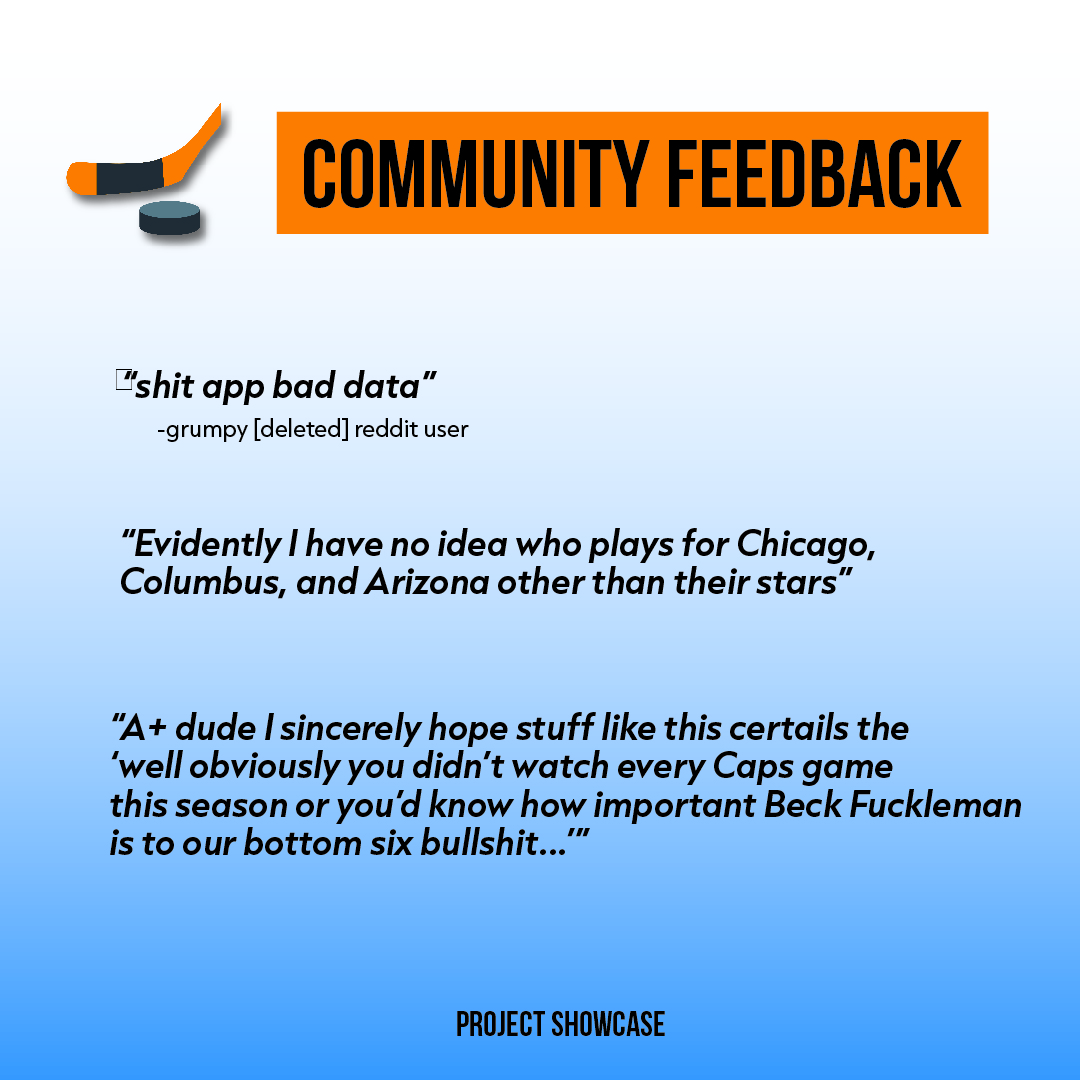 COMMUNITY FEEDBACK
“shit app bad data”
-grumpy [deleted] reddit user
“Evidently I have no idea who plays for Chicago,
Columbus, and Arizona other than their stars”
“A+ dude I sincerely hope stuff like this certails the
‘well obviously you didn’t watch every Caps game
this season or you’d know how important Beck Fuckleman
is to our bottom six bullshit...’”
PROJECT SHOWCASE